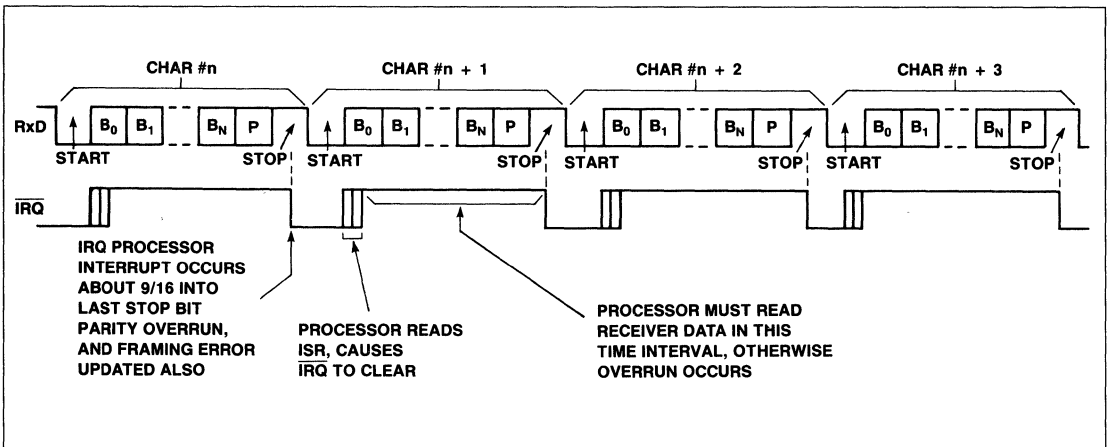 CHAR #n CHAR #n + 1 CHAR #n + 2 CHAR #n + 3
RxD B0 B1 BN P B0 B1 BN P B0 B1 BN P B0 B1 BN P
START STOP START STOP START STOP START STOP
IRQ
IRQ PROCESSOR
INTERRUPT OCCURS
ABOUT 9/16 INTO
LAST STOP BIT
PARITY OVERRUN,
AND FRAMING ERROR
UPDATED ALSO
PROCESSOR READS
ISR, CAUSES
IRQ TO CLEAR
PROCESSOR MUST READ
RECEIVER DATA IN THIS
TIME INTERVAL, OTHERWISE
OVERRUN OCCURS